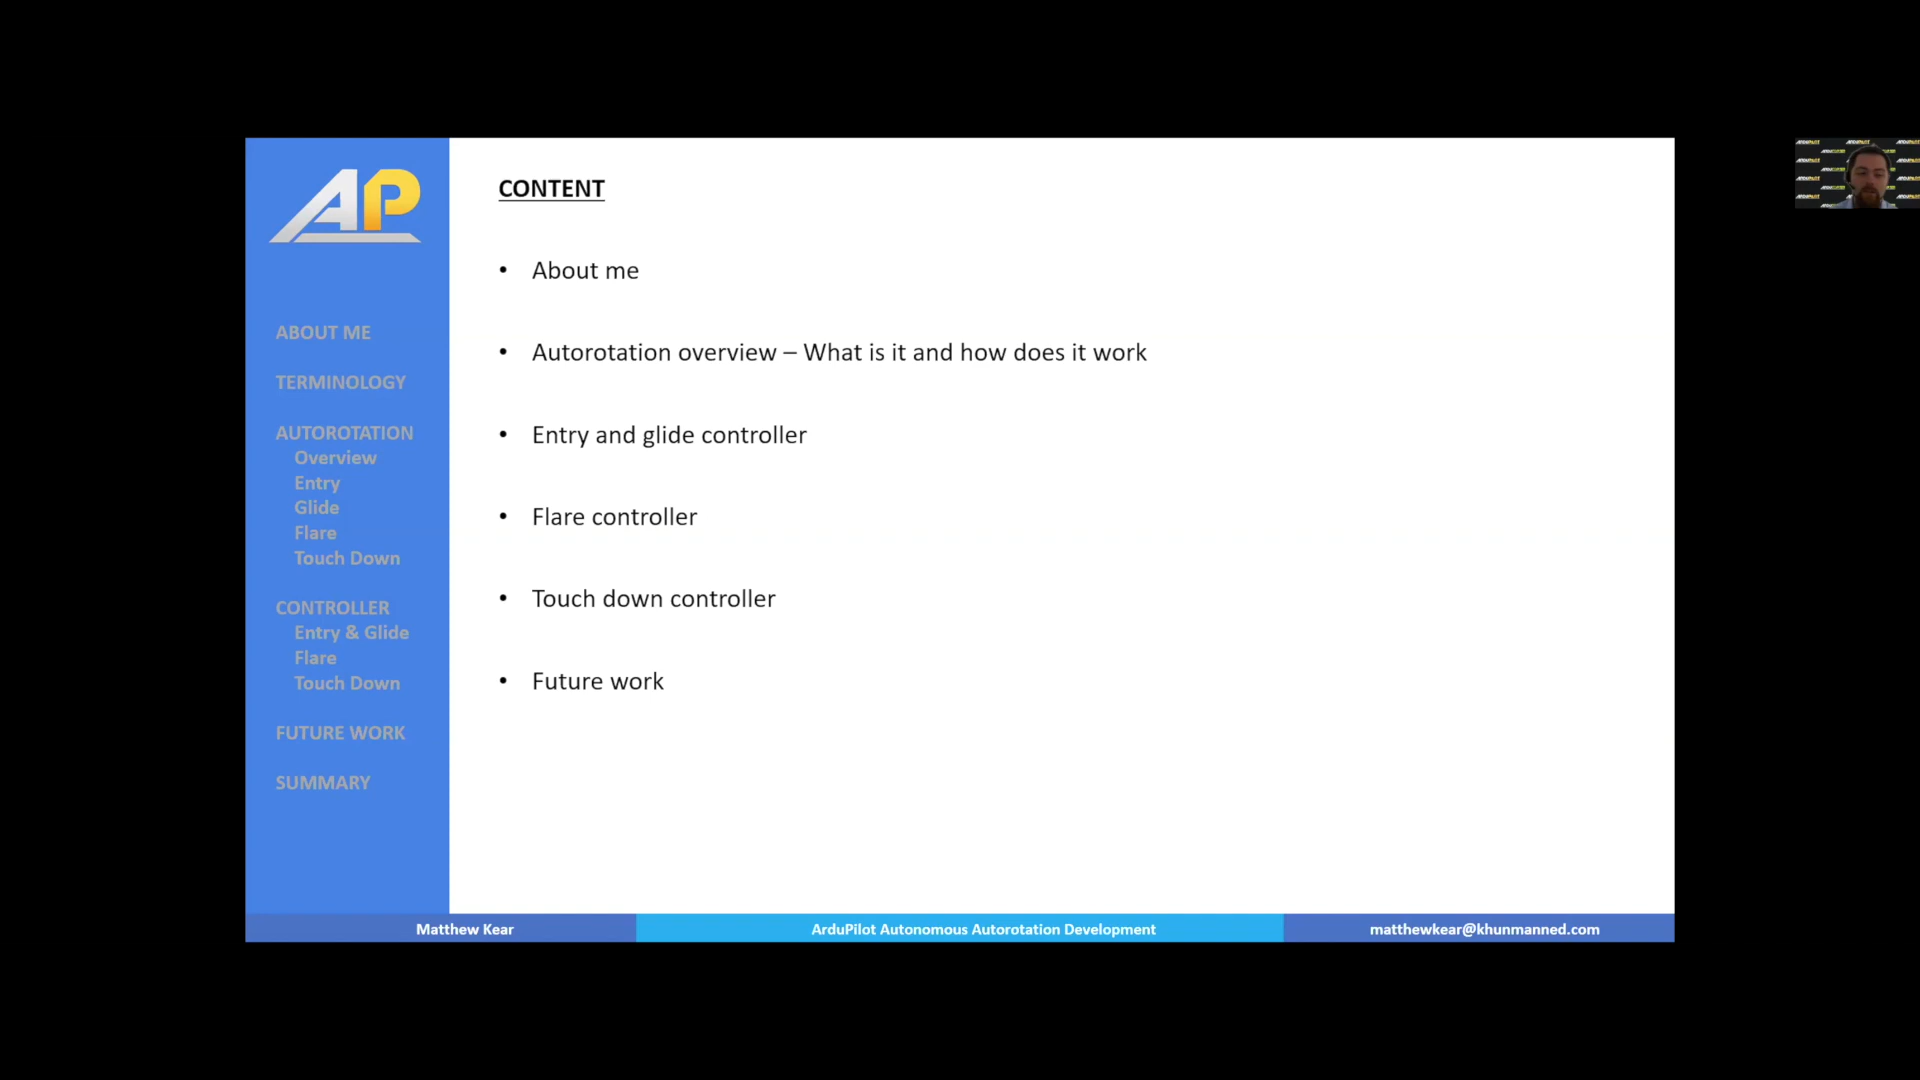 AP
ABOUT ME
TERMINOLOGY
AUTOROTATION
Overview
Entry
Glide
Flare
Touch Down
CONTROLLER
Entry & Glide
Flare
Touch Down
FUTURE WORK
SUMMARY
CONTENT
• About me
• Autorotation overview – What is it and how does it work
• Entry and glide controller
• Flare controller
• Touch down controller
• Future work
Matthew Kear
ArduPilot Autonomous Autorotation Development
matthewkear@khunmanned.com